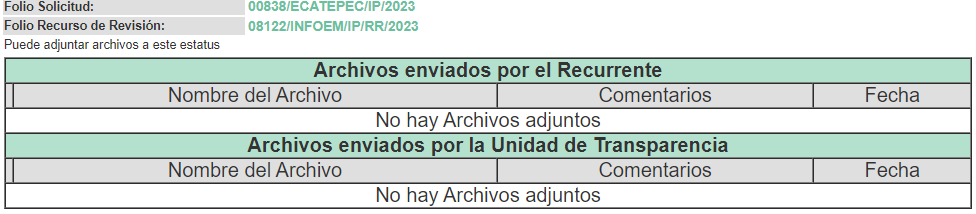 Folio Solicitud: 00838/ECATEPEC/IP/2023
Folio Recurso de Revisión: 08122/INFOEM/IP/RR/2023
Puede adjuntar archivos a este estatus
Archivos enviados por el Recurrente
Nombre del Archivo Comentarios Fecha
No hay Archivos adjuntos
Archivos enviados por la Unidad de Transparencia
Nombre del Archivo Comentarios Fecha
No hay Archivos adjuntos